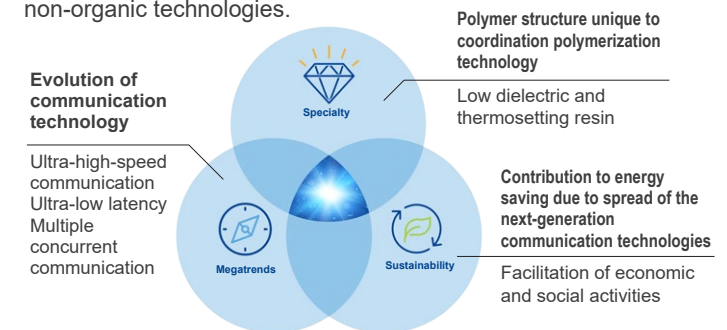 non-organic technologies.
Polymer structure unique to
coordination polymerization
technology
Low dielectric and
thermosetting resin
Specialty
Evolution of
communication
technology
Ultra-high-speed
communication
Ultra-low latency
Multiple
concurrent
communication
Megatrends
Sustainability
Contribution to energy
saving due to spread of the
next-generation
communication technologies
Facilitation of economic
and social activities